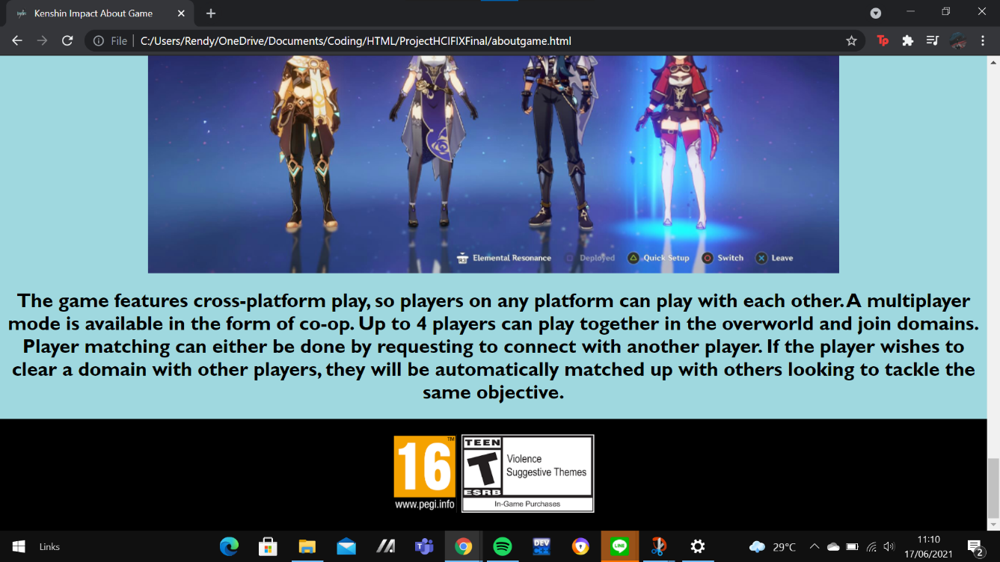 Kenshin Impact About Game
File
C:/Users/Rendy/OneDrive/Documents/Coding/HTML/ProjectHCIFIXFinal/aboutgame.html
Tp
R3 Elemental Resonance
Deployed
Quick Setup
Switch
Leave
The game features cross-platform play, so players on any platform can play with each other. A multiplayer
mode is available in the form of co-op. Up to 4 players can play together in the overworld and join domains.
Player matching can either be done by requesting to connect with another player. If the player wishes to
clear a domain with other players, they will be automatically matched up with others looking to tackle the
same objective.
16 TM
www.pegi.info
TEEN
T
ESRB
Violence
Suggestive Themes
In-Game Purchases
Links
DEV
LINE
29°C
11:10
17/06/2021
2